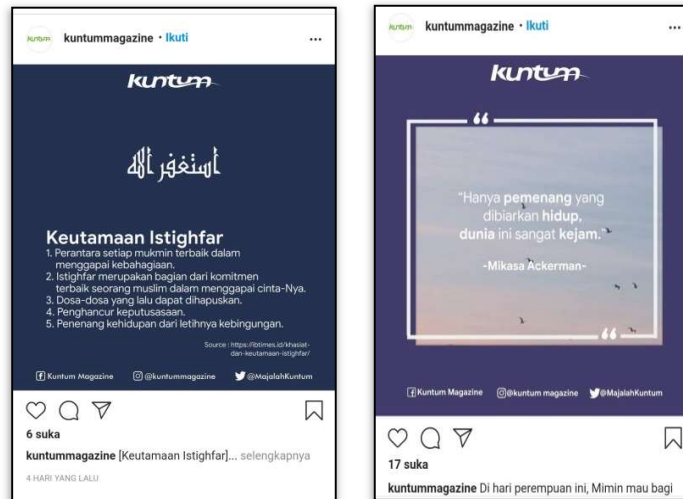 kuntum
kuntummagazine • Ikuti
kuntum
أستغفر الله
Keutamaan Istighfar
1. Perantara setiap mukmin terbaik dalam
menggapai kebahagiaan.
2. Istighfar merupakan bagian dari komitmen
terbaik seorang muslim dalam menggapai cinta-Nya.
3. Dosa-dosa yang lalu dapat dihapuskan.
4. Penghancur keputusasaan.
5. Penenang kehidupan dari letihnya kebingungan.
Source : https://ibtimes.id/khasiat-
dan-keutamaan-istighfar/
Kuntum Magazine @kuntummagazine @MajalahKuntum
6 suka
kuntummagazine [Keutamaan Istighfar]... selengkapnya
4 HARI YANG LALU
kuntum
kuntummagazine • Ikuti
kuntum
“
“Hanya pemenang yang
dibiarkan hidup,
dunia ini sangat kejam.”
-Mikasa Ackerman-
”
Kuntum Magazine @kuntum magazine @MajalahKuntum
17 suka
kuntummagazine Di hari perempuan ini, Mimin mau bagi